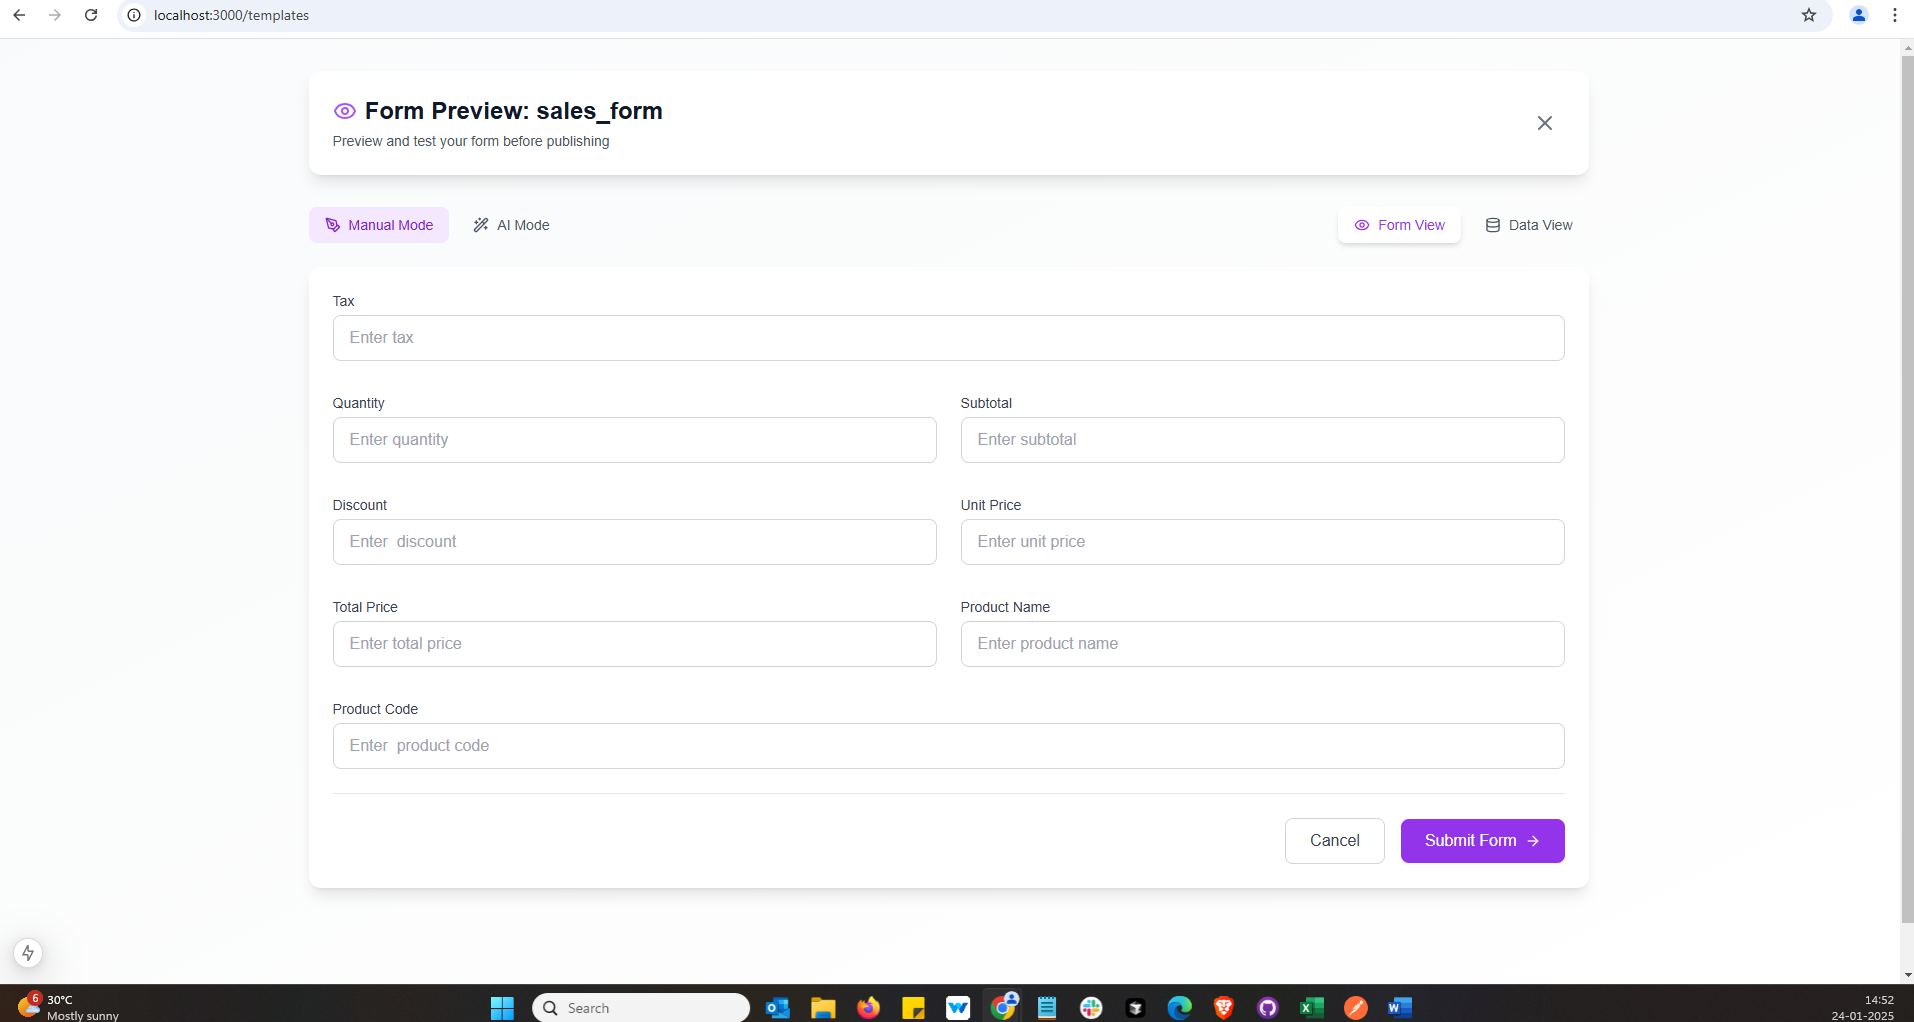 localhost:3000/templates
Form Preview: sales_form
Preview and test your form before publishing
Manual Mode
AI Mode
Form View
Data View
Tax
Enter tax
Quantity
Subtotal
Enter quantity
Enter subtotal
Discount
Unit Price
Enter  discount
Enter unit price
Total Price
Product Name
Enter total price
Enter product name
Product Code
Enter  product code
Cancel
Submit Form
6
30°C
Mostly sunny
Search
14:52
24-01-2025